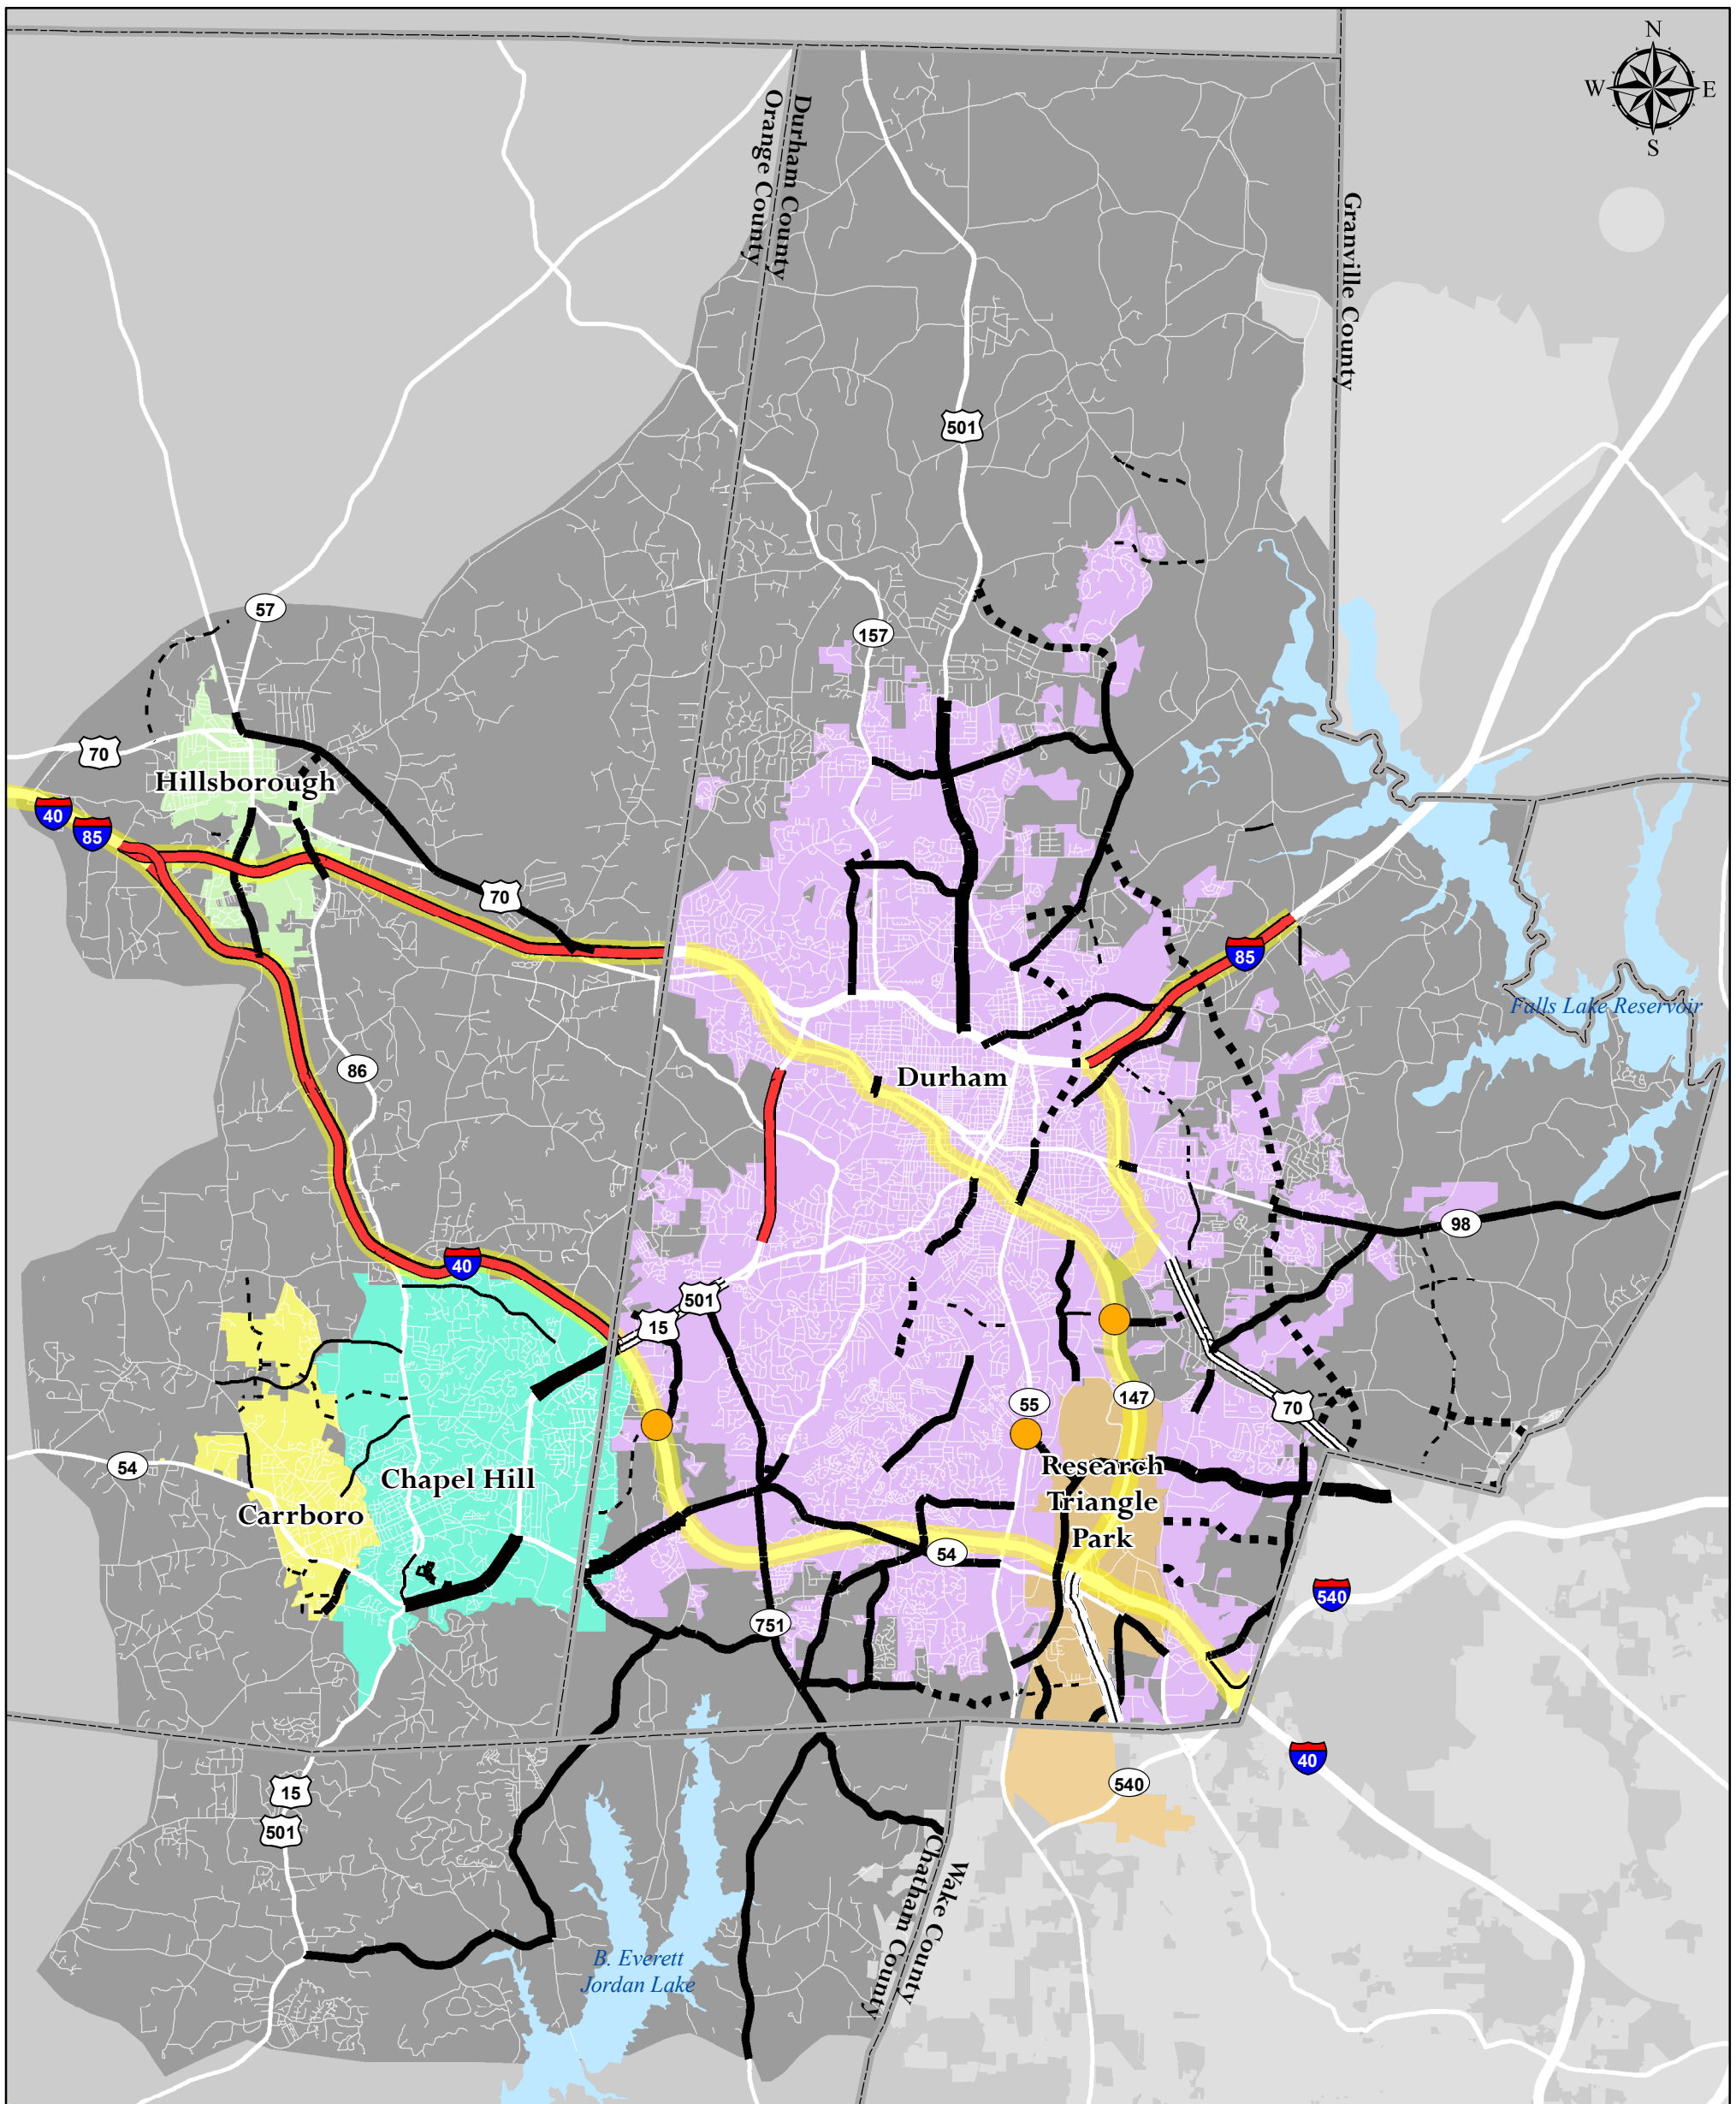 N
W
E
S
Durham County
Orange County
Granville County
501
57
157
70
Hillsborough
40
85
70
85
Falls Lake Reservoir
86
Durham
98
40
501
15
147
55
70
54
Research
Triangle
Park
Chapel Hill
Carrboro
54
540
751
40
540
15
501
Wake County
Chatham County
B. Everett
Jordan Lake